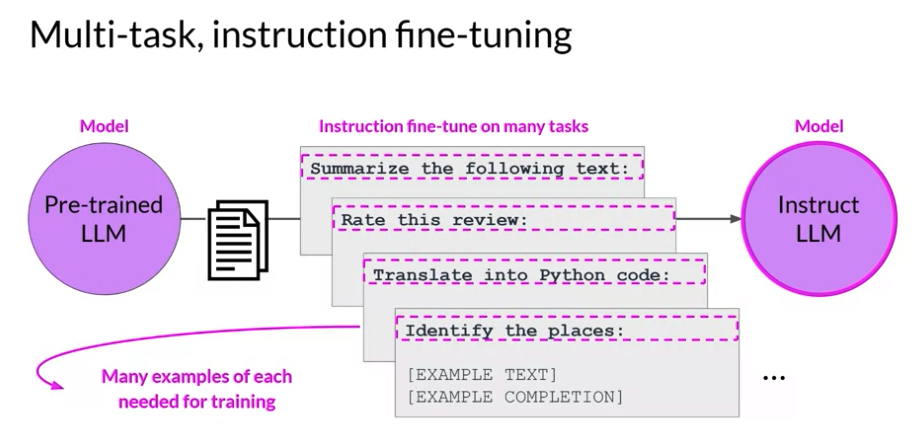 Multi-task, instruction fine-tuning
Model
Instruction fine-tune on many tasks
Model
Pre-trained
LLM
Summarize the following text:
Rate this review:
Translate into Python code:
Identify the places:
[EXAMPLE TEXT]
[EXAMPLE COMPLETION]
...
Instruct
LLM
Many examples of each
needed for training